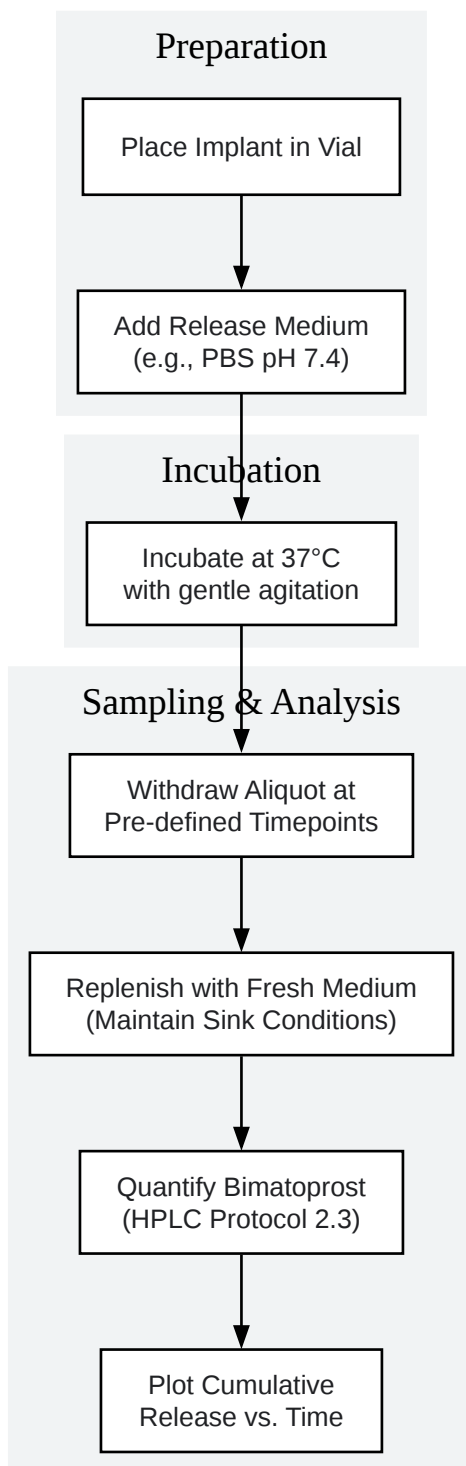 Preparation
Place Implant in Vial
Add Release Medium
(e.g., PBS pH 7.4)
Incubation
Incubate at 37°C
with gentle agitation
Sampling & Analysis
Withdraw Aliquot at
Pre-defined Timepoints
Replenish with Fresh Medium
(Maintain Sink Conditions)
Quantify Bimatoprost
(HPLC Protocol 2.3)
Plot Cumulative
Release vs. Time